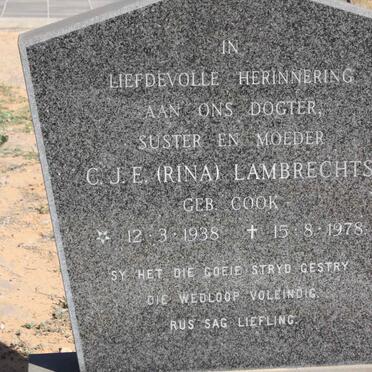 IN
LIEFDEVOLLE HERINNERING
AAN ONS DOGTER,
SUSTER EN MOEDER
C.J.E. (RINA) LAMBRECHTS
GEB. COOK
12·3·1938 ✝ 15·8·1978
SY HET DIE GOEIE STRYD GESTRY
DIE WEDLOOP VOLEINDIG.
RUS SAG LIEFLING.